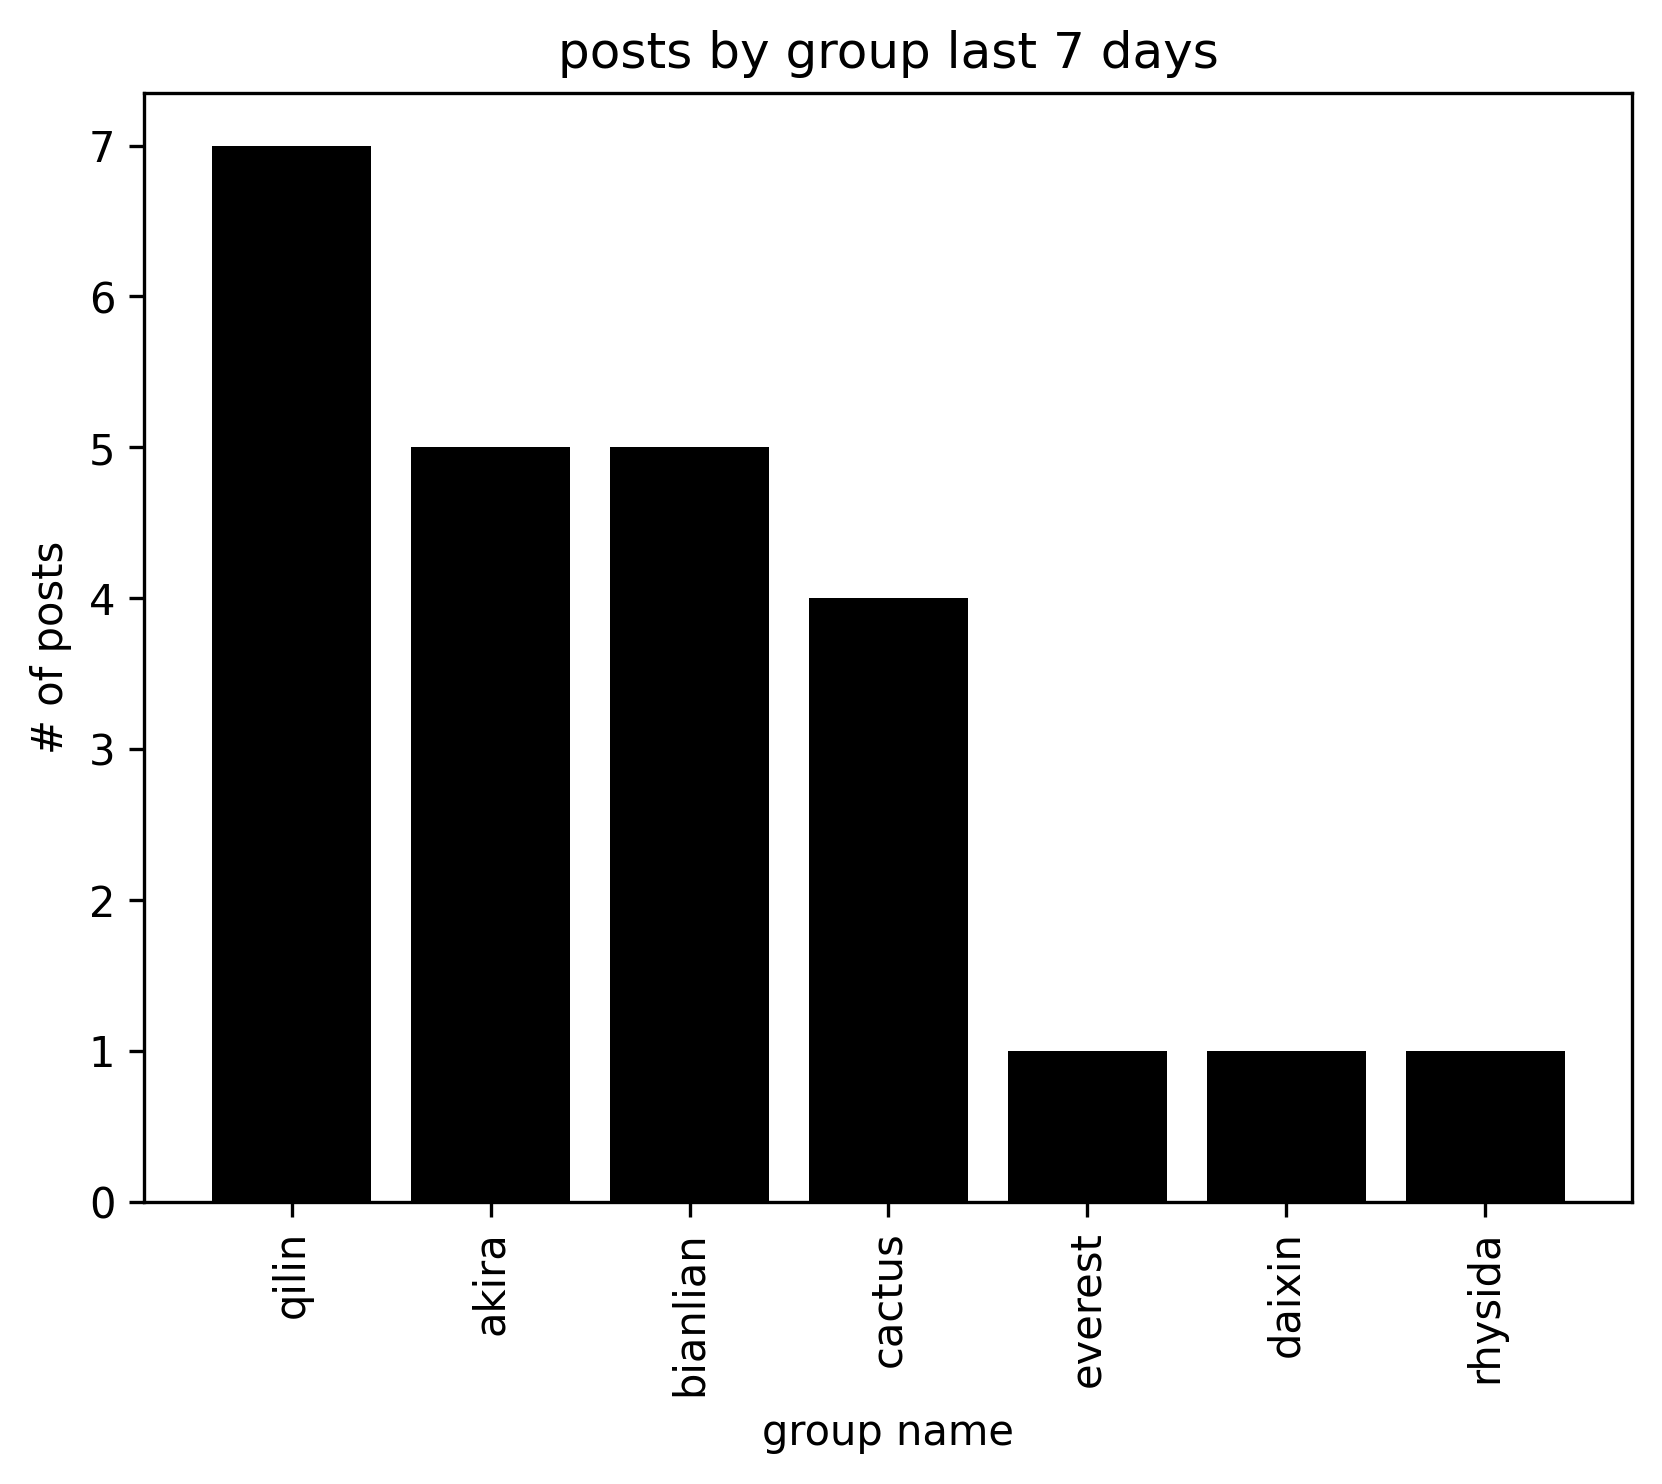 posts by group last 7 days
7
6
5
4
3
2
1
0
# of posts
qilin
akira
bianlian
cactus
everest
daixin
rhysida
group name